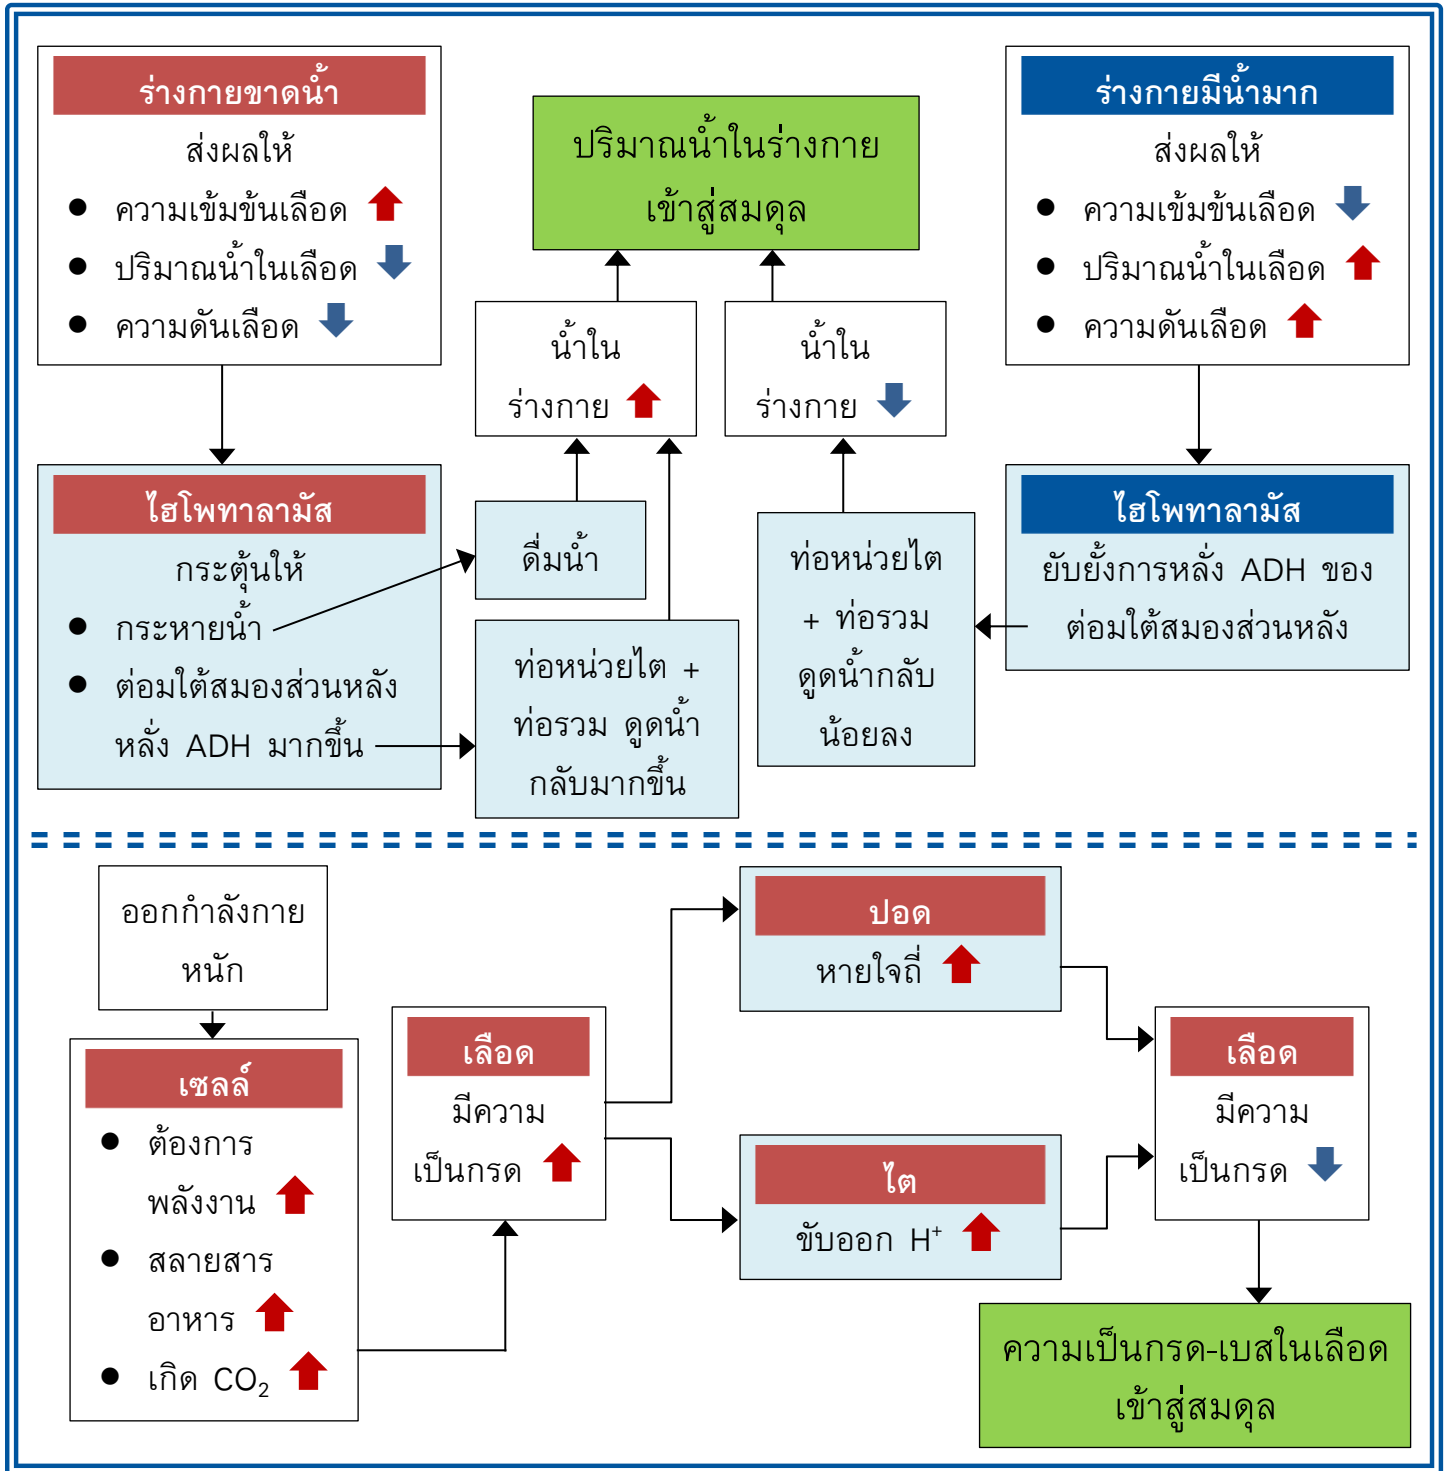 ร่างกายขาดน้ำ
ส่งผลให้
● ความเข้มข้นเลือด
● ปริมาณน้ำในเลือด
● ความดันเลือด
ปริมาณน้ำในร่างกาย
เข้าสู่สมดุล
ร่างกายมีน้ำมาก
ส่งผลให้
● ความเข้มข้นเลือด
● ปริมาณน้ำในเลือด
● ความดันเลือด
น้ำใน
ร่างกาย
น้ำใน
ร่างกาย
ไฮโพทาลามัส
กระตุ้นให้
● กระหายน้ำ
● ต่อมใต้สมองส่วนหลัง
หลั่ง ADH มากขึ้น
ดื่มน้ำ
ท่อหน่วยไต +
ท่อรวม ดูดน้ำ
กลับมากขึ้น
ท่อหน่วยไต
+ ท่อรวม
ดูดน้ำกลับ
น้อยลง
ไฮโพทาลามัส
ยับยั้งการหลั่ง ADH ของ
ต่อมใต้สมองส่วนหลัง
ออกกำลังกาย
หนัก
เซลล์
● ต้องการ
พลังงาน
● สลายสาร
อาหาร
● เกิด CO₂
เลือด
มีความ
เป็นกรด
ปอด
หายใจถี่
ไต
ขับออก H⁺
เลือด
มีความ
เป็นกรด
ความเป็นกรด-เบสในเลือด
เข้าสู่สมดุล